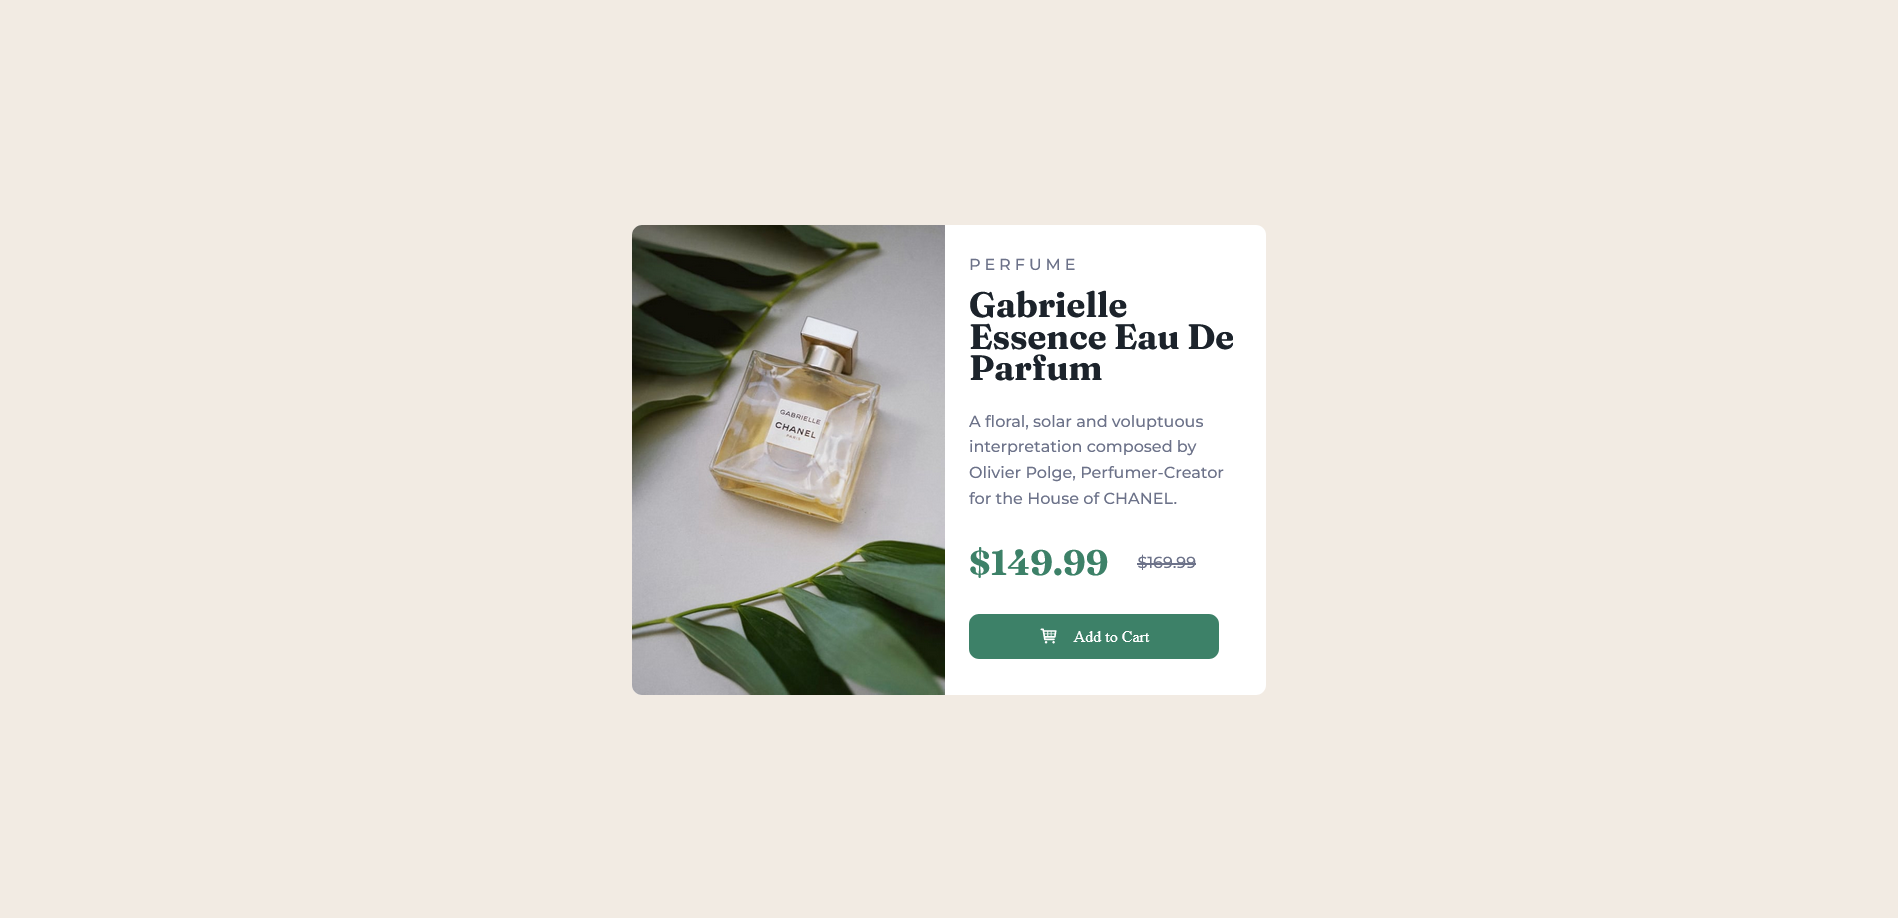 GABRIELLE
CHANEL
PARIS
PERFUME
Gabrielle
Essence Eau De
Parfum
A floral, solar and voluptuous
interpretation composed by
Olivier Polge, Perfumer-Creator
for the House of CHANEL.
$149.99 $169.99
Add to Cart